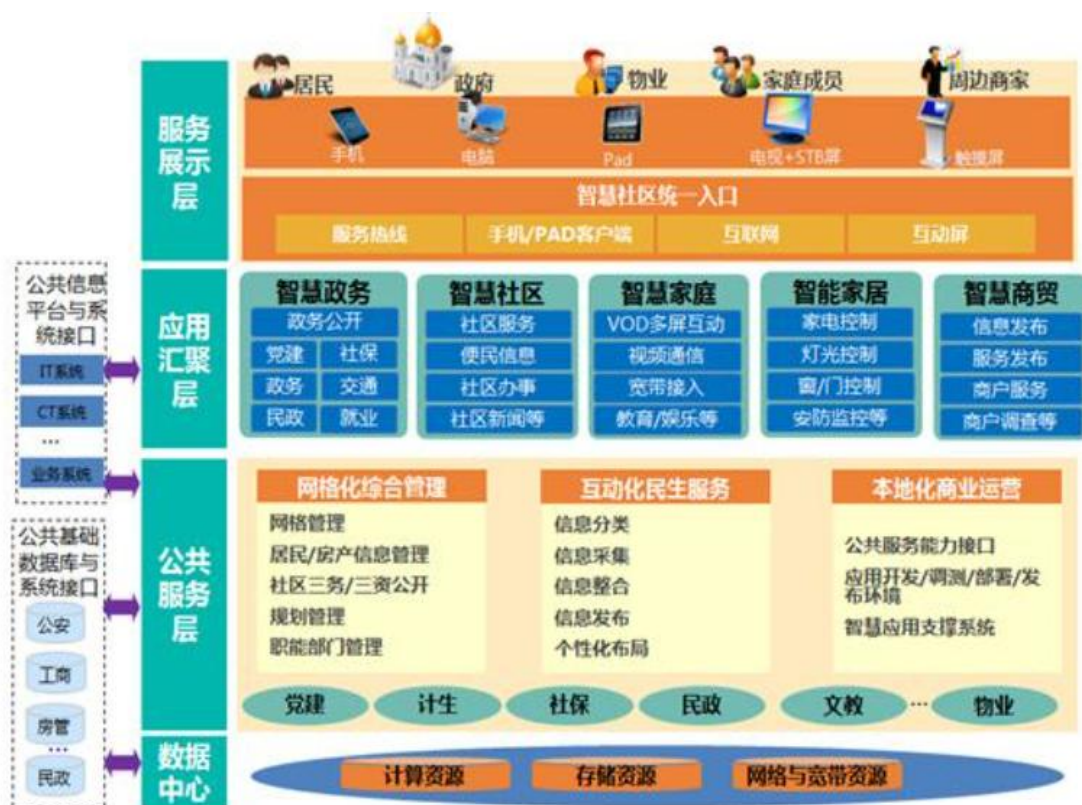 居民
政府
物业
家庭成员
周边商家
服务
展示
层
手机
电脑
Pad
电视+STB屏
触摸屏
智慧社区统一入口
服务热线
手机/PAD客户端
互联网
互动屏
公共信息
平台与系
统接口
IT系统
CT系统
...
业务系统
应用
汇聚
层
智慧政务
政务公开
党建
社保
政务
交通
民政
就业
智慧社区
社区服务
便民信息
社区办事
社区新闻等
智慧家庭
VOD多屏互动
视频通信
宽带接入
教育/娱乐等
智能家居
家电控制
灯光控制
窗/门控制
安防监控等
智慧商贸
信息发布
服务发布
商户服务
商户调查等
公共基础
数据库与
系统接口
公安
工商
房管
...
民政
公共
服务
层
网格化综合管理
网格管理
居民/房产信息管理
社区三务/三资公开
规划管理
职能部门管理
互动化民生服务
信息分类
信息采集
信息整合
信息发布
个性化布局
本地化商业运营
公共服务能力接口
应用开发/调测/部署/发
布环境
智慧应用支撑系统
党建
计生
社保
民政
文教
...
物业
数据
中心
计算资源
存储资源
网络与宽带资源